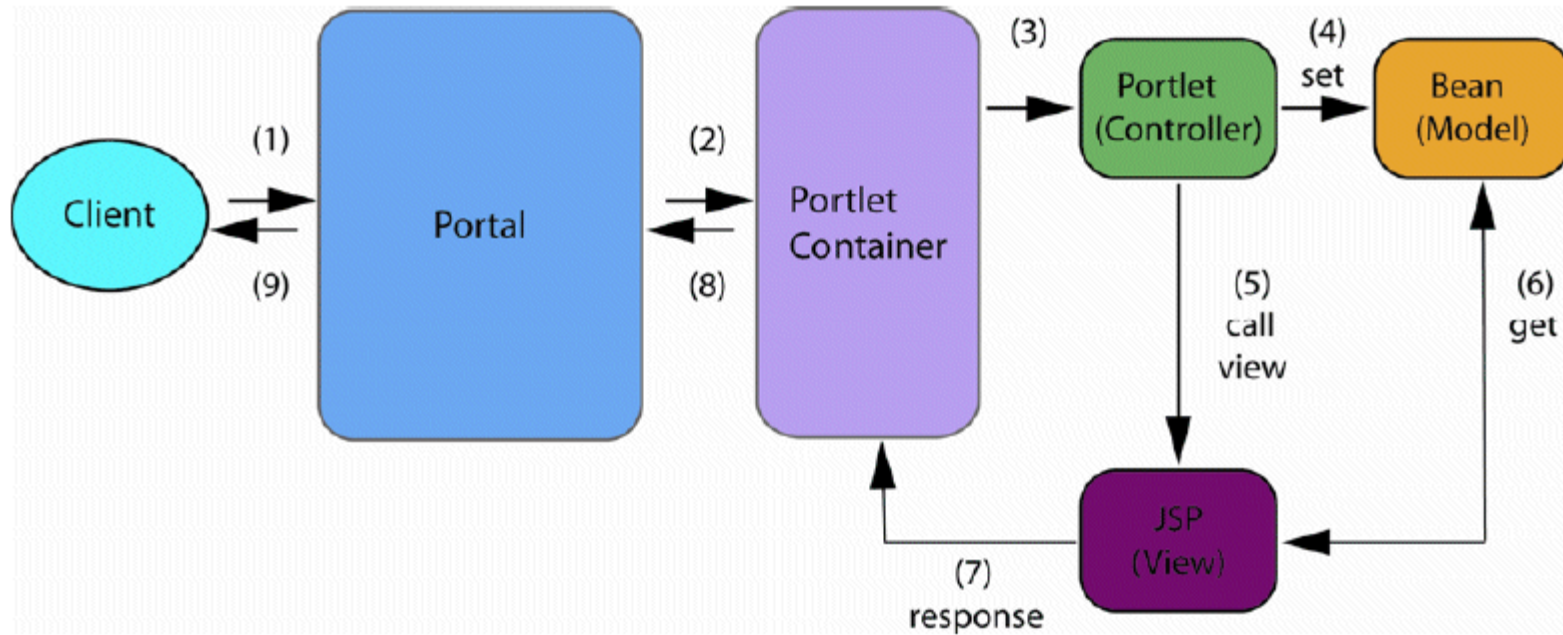 Client
(1)
(9)
Portal
(2)
(8)
Portlet
Container
(3)
Portlet
(Controller)
(4)
set
Bean
(Model)
(5)
call
view
(6)
get
JSP
(View)
(7)
response